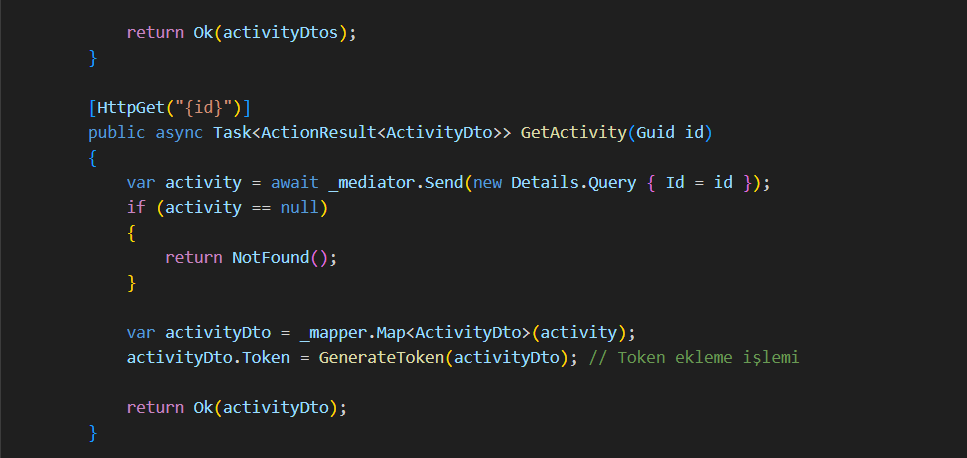 return Ok(activityDtos);
}
[HttpGet("{id}")]
public async Task<ActionResult<ActivityDto>> GetActivity(Guid id)
{
var activity = await _mediator.Send(new Details.Query { Id = id });
if (activity == null)
{
return NotFound();
}
var activityDto = _mapper.Map<ActivityDto>(activity);
activityDto.Token = GenerateToken(activityDto); // Token ekleme işlemi
return Ok(activityDto);
}